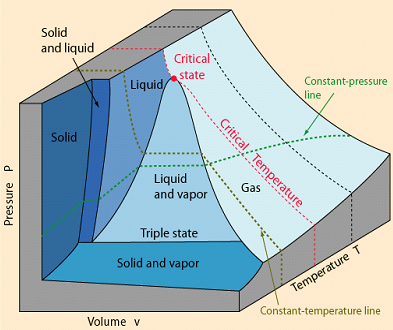 Solid
and liquid
Critical
state
Liquid
Constant-pressure
line
Solid
Critical Temperature
Liquid
and vapor
Gas
Pressure P
Triple state
Solid and vapor
Temperature T
Constant-temperature line
Volume v